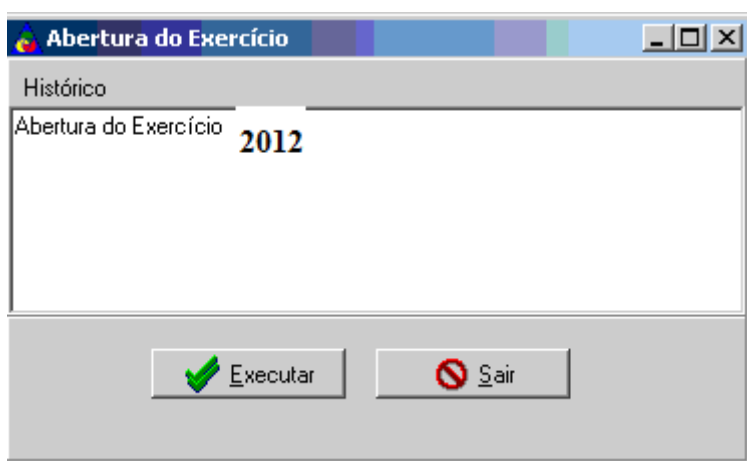 Abertura do Exercício
Histórico
Abertura do Exercício 2012
Executar
Sair